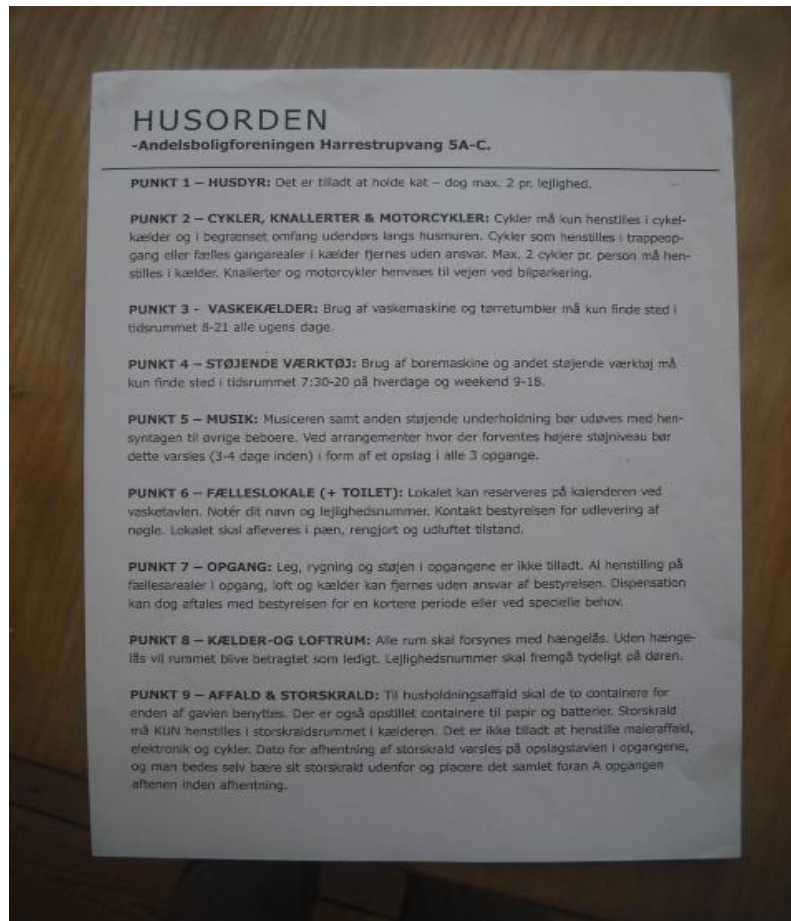 HUSORDEN
-Andelsboligforeningen Harrestrupvang 5A-C.
PUNKT 1 – HUSDYR: Det er tilladt at holde kat – dog max. 2 pr. lejlighed.
PUNKT 2 – CYKLER, KNALLERTER & MOTORCYKLER: Cykler må kun henstilles i cykel-
kælder og i begrænset omfang udendørs langs husmuren. Cykler som henstilles i trappeop-
gang eller fælles gangarealer i kælder fjernes uden ansvar. Max. 2 cykler pr. person må hen-
stilles i kælder. Knallerter og motorcykler henvises til vejen ved bilparkering.
PUNKT 3 - VASKEKÆLDER: Brug af vaskemaskine og tørretumbler må kun finde sted i
tidsrummet 8-21 alle ugens dage.
PUNKT 4 – STØJENDE VÆRKTØJ: Brug af boremaskine og andet støjende værktøj må
kun finde sted i tidsrummet 7:30-20 på hverdage og weekend 9-18.
PUNKT 5 – MUSIK: Musiceren samt anden støjende underholdning bør udøves med hen-
syntagen til øvrige beboere. Ved arrangementer hvor der forventes højere støjniveau bør
dette varsles (3-4 dage inden) i form af et opslag i alle 3 opgange.
PUNKT 6 – FÆLLESLOKALE (+ TOILET): Lokalet kan reserveres på kalenderen ved
vasketavlen. Notér dit navn og lejlighedsnummer. Kontakt bestyrelsen for udlevering af
nøgle. Lokalet skal afleveres i pæn, rengjort og udluftet tilstand.
PUNKT 7 – OPGANG: Leg, rygning og støjen i opgangene er ikke tilladt. Al henstilling på
fællesarealer i opgang, loft og kælder kan fjernes uden ansvar af bestyrelsen. Dispensation
kan dog aftales med bestyrelsen for en kortere periode eller ved specielle behov.
PUNKT 8 – KÆLDER-OG LOFTRUM: Alle rum skal forsynes med hængelås. Uden hænge-
lås vil rummet blive betragtet som ledigt. Lejlighedsnummer skal fremgå tydeligt på døren.
PUNKT 9 – AFFALD & STORSKRALD: Til husholdningsaffald skal de to containere for
enden af gavlen benyttes. Der er også opstillet containere til papir og batterier. Storskrald
må KUN henstilles i storskraldsrummet i kælderen. Det er ikke tilladt at henstille maleraffald,
elektronik og cykler. Dato for afhentning af storskrald varsles på opslagstavlen i opgangene,
og man bedes selv bære sit storskrald udenfor og placere det samlet foran A opgangen
aftenen inden afhentning.